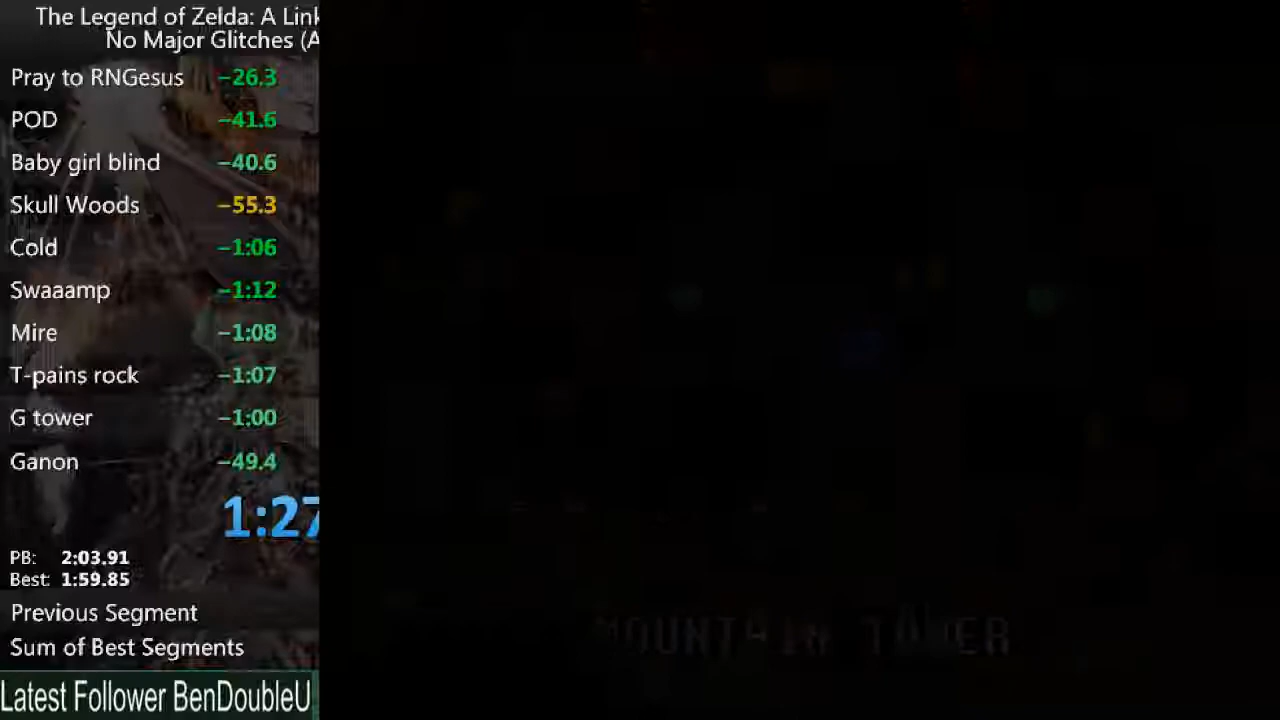 The Legend of Zelda: A Link
No Major Glitches (A
Pray to RNGesus −26.3
POD −41.6
Baby girl blind −40.6
Skull Woods −55.3
Cold −1:06
Swaaamp −1:12
Mire −1:08
T-pains rock −1:07
G tower −1:00
Ganon −49.4
1:27
PB: 2:03.91
Best: 1:59.85
Previous Segment
Sum of Best Segments
Latest Follower BenDoubleU
MOUNTAIN TOWER